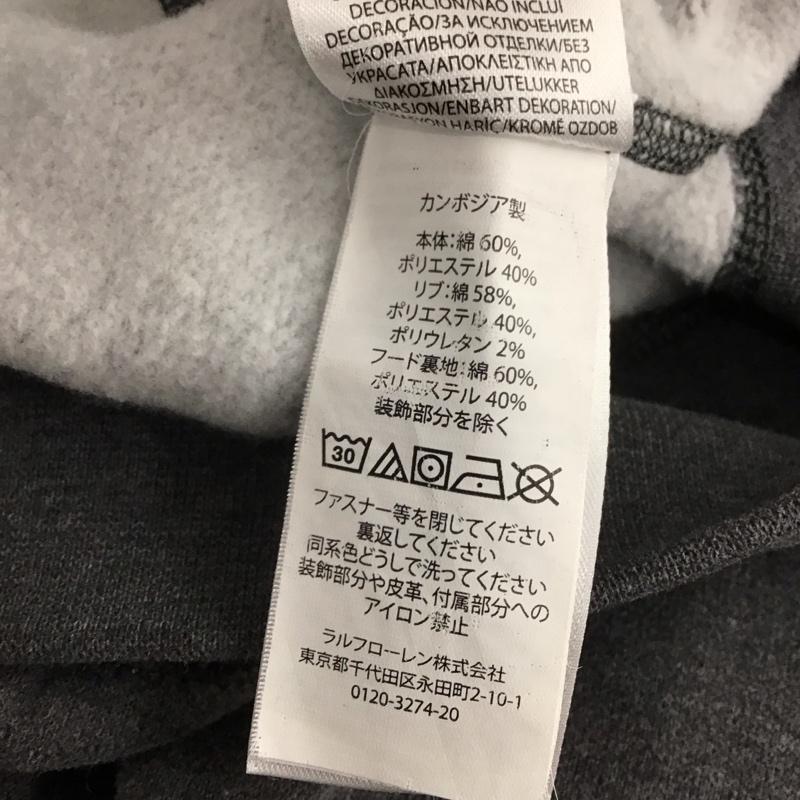 DECORACIÓN/NÃO INCLUI
DECORAÇÃO/ЗА ИСКЛЮЧЕНИЕМ
ДЕКОРАТИВНОЙ ОТДЕЛКИ/БЕЗ
УКРАСАТА/ΑΠΟΚΛΕΙΣΤΙΚΗ ΑΠΟ
ΔΙΑΚΟΣΜΗΣΗ/UTELUKKER
DEKORASJON/ENBART DEKORATION/
HARİÇ/KROMĚ OZDOB
カンボジア製
本体:綿 60%,
ポリエステル 40%
リブ:綿 58%,
ポリエステル 40%,
ポリウレタン 2%
フード裏地:綿 60%,
ポリエステル 40%
装飾部分を除く
30
ファスナー等を閉じてください
裏返してください
同系色どうしで洗ってください
装飾部分や皮革、付属部分への
アイロン禁止
ラルフローレン株式会社
東京都千代田区永田町2-10-1
0120-3274-20